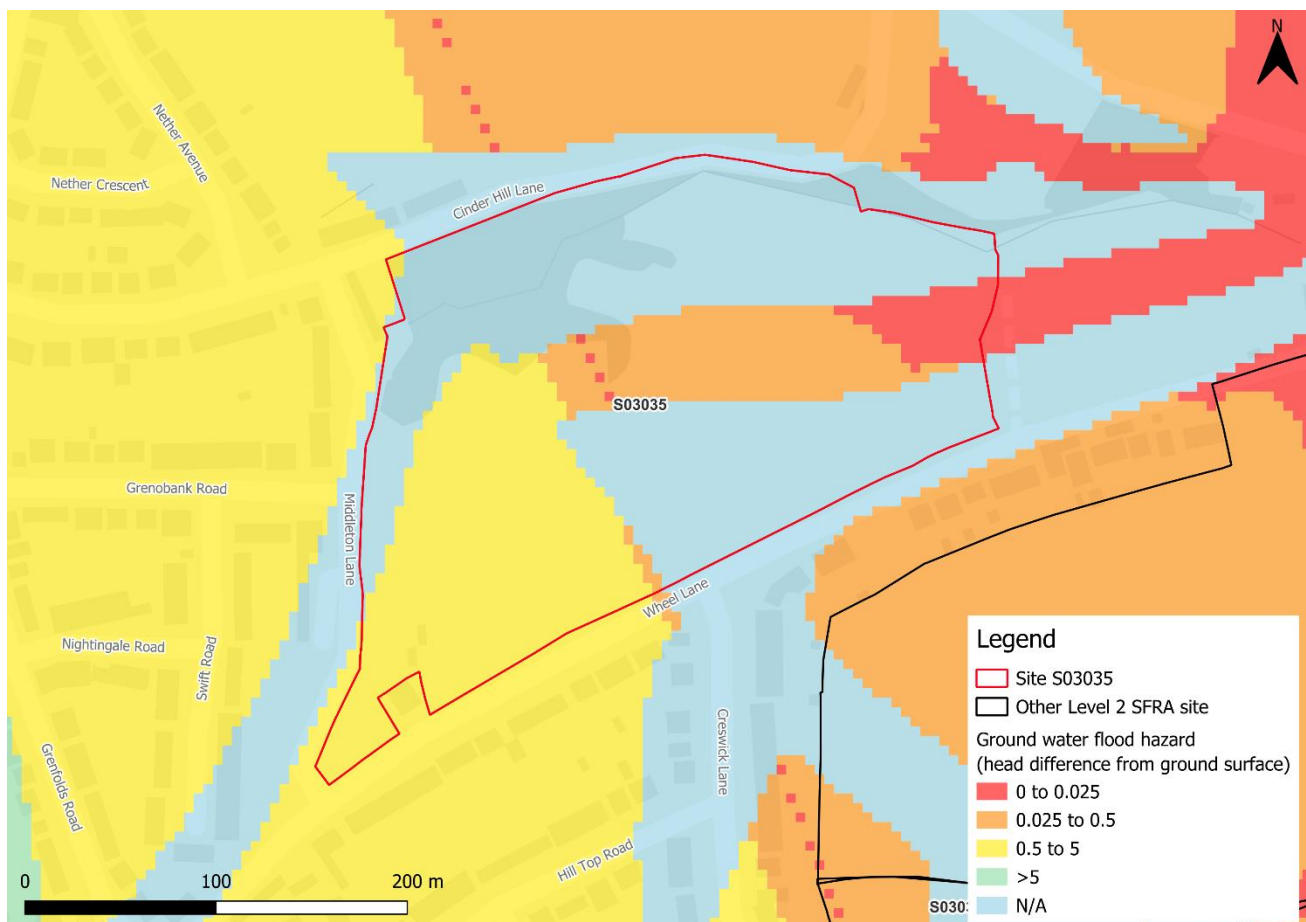 N
Nether Avenue
Nether Crescent
Cinder Hill Lane
S03035
Grenobank Road
Middleton Lane
Wheel Lane
Nightingale Road
Swift Road
Creswick Lane
Grenfolds Road
Hill Top Road
Legend
Site S03035
Other Level 2 SFRA site
Ground water flood hazard
(head difference from ground surface)
0 to 0.025
0.025 to 0.5
0.5 to 5
>5
N/A
0 100 200 m